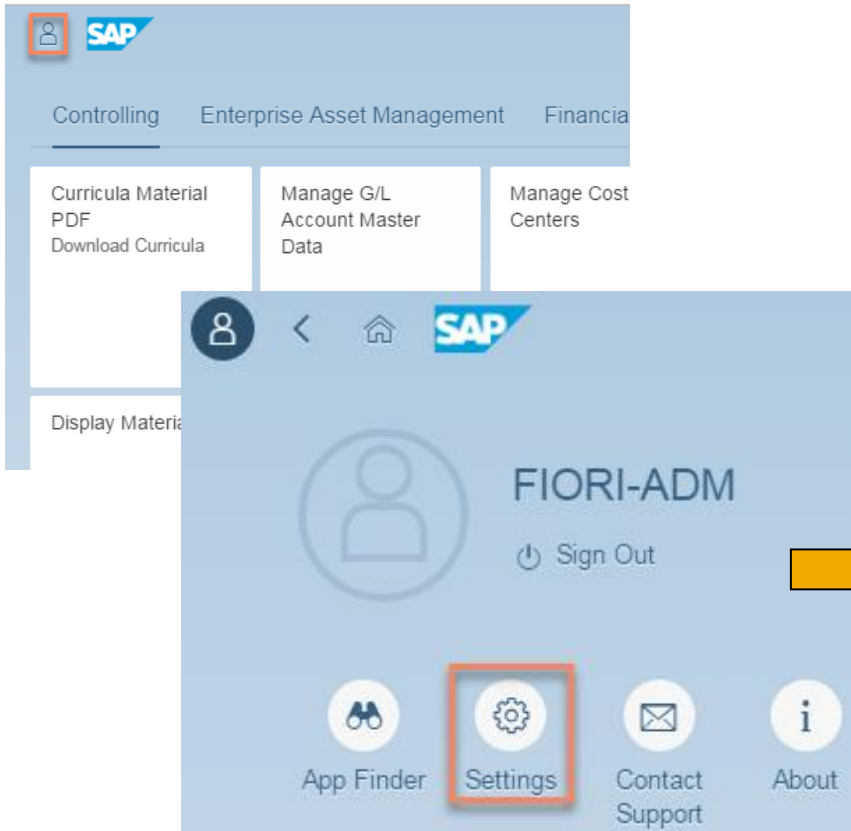 SAP
Controlling Enterprise Asset Management Financia
Curricula Material
PDF
Download Curricula
Manage G/L
Account Master
Data
Manage Cost
Centers
Display Materia
SAP
FIORI-ADM
Sign Out
App Finder
Settings
Contact
Support
About